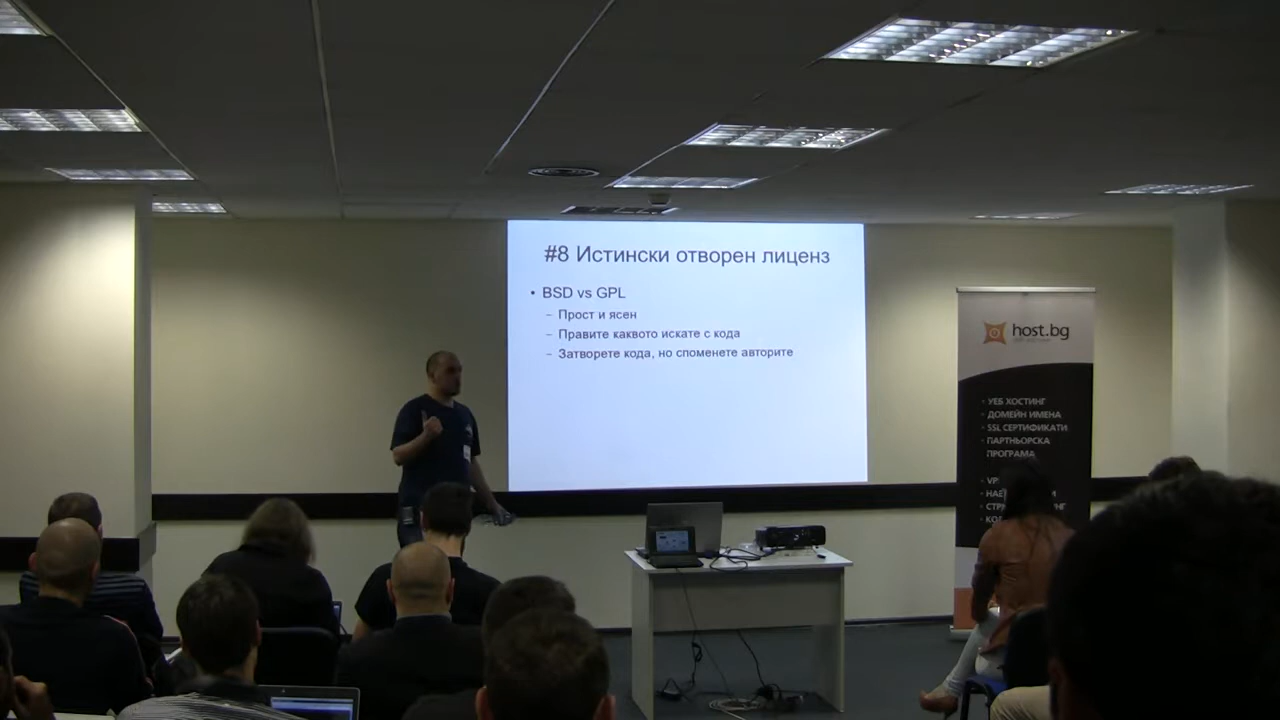 #8 Истински отворен лиценз
• BSD vs GPL
– Прост и ясен
– Правите каквото искате с кода
– Затворете кода, но споменете авторите
host.bg
• УЕБ ХОСТИНГ
• ДОМЕЙН ИМЕНА
• SSL СЕРТИФИКАТИ
• ПАРТНЬОРСКА
ПРОГРАМА